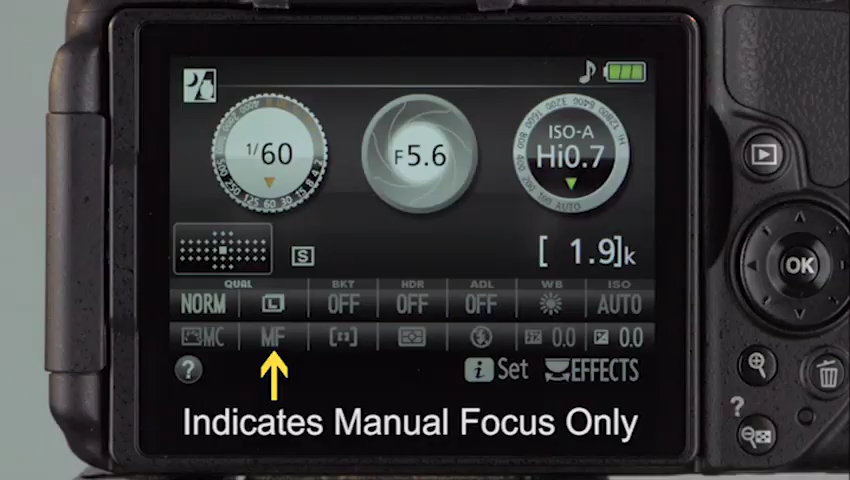 1/60
F5.6
ISO-A
Hi0.7
[ 1.9]k
S
QUAL BKT HDR ADL WB ISO
NORM L OFF OFF OFF AUTO
MC MF 0.0 0.0
? i Set EFFECTS
Indicates Manual Focus Only
OK
?